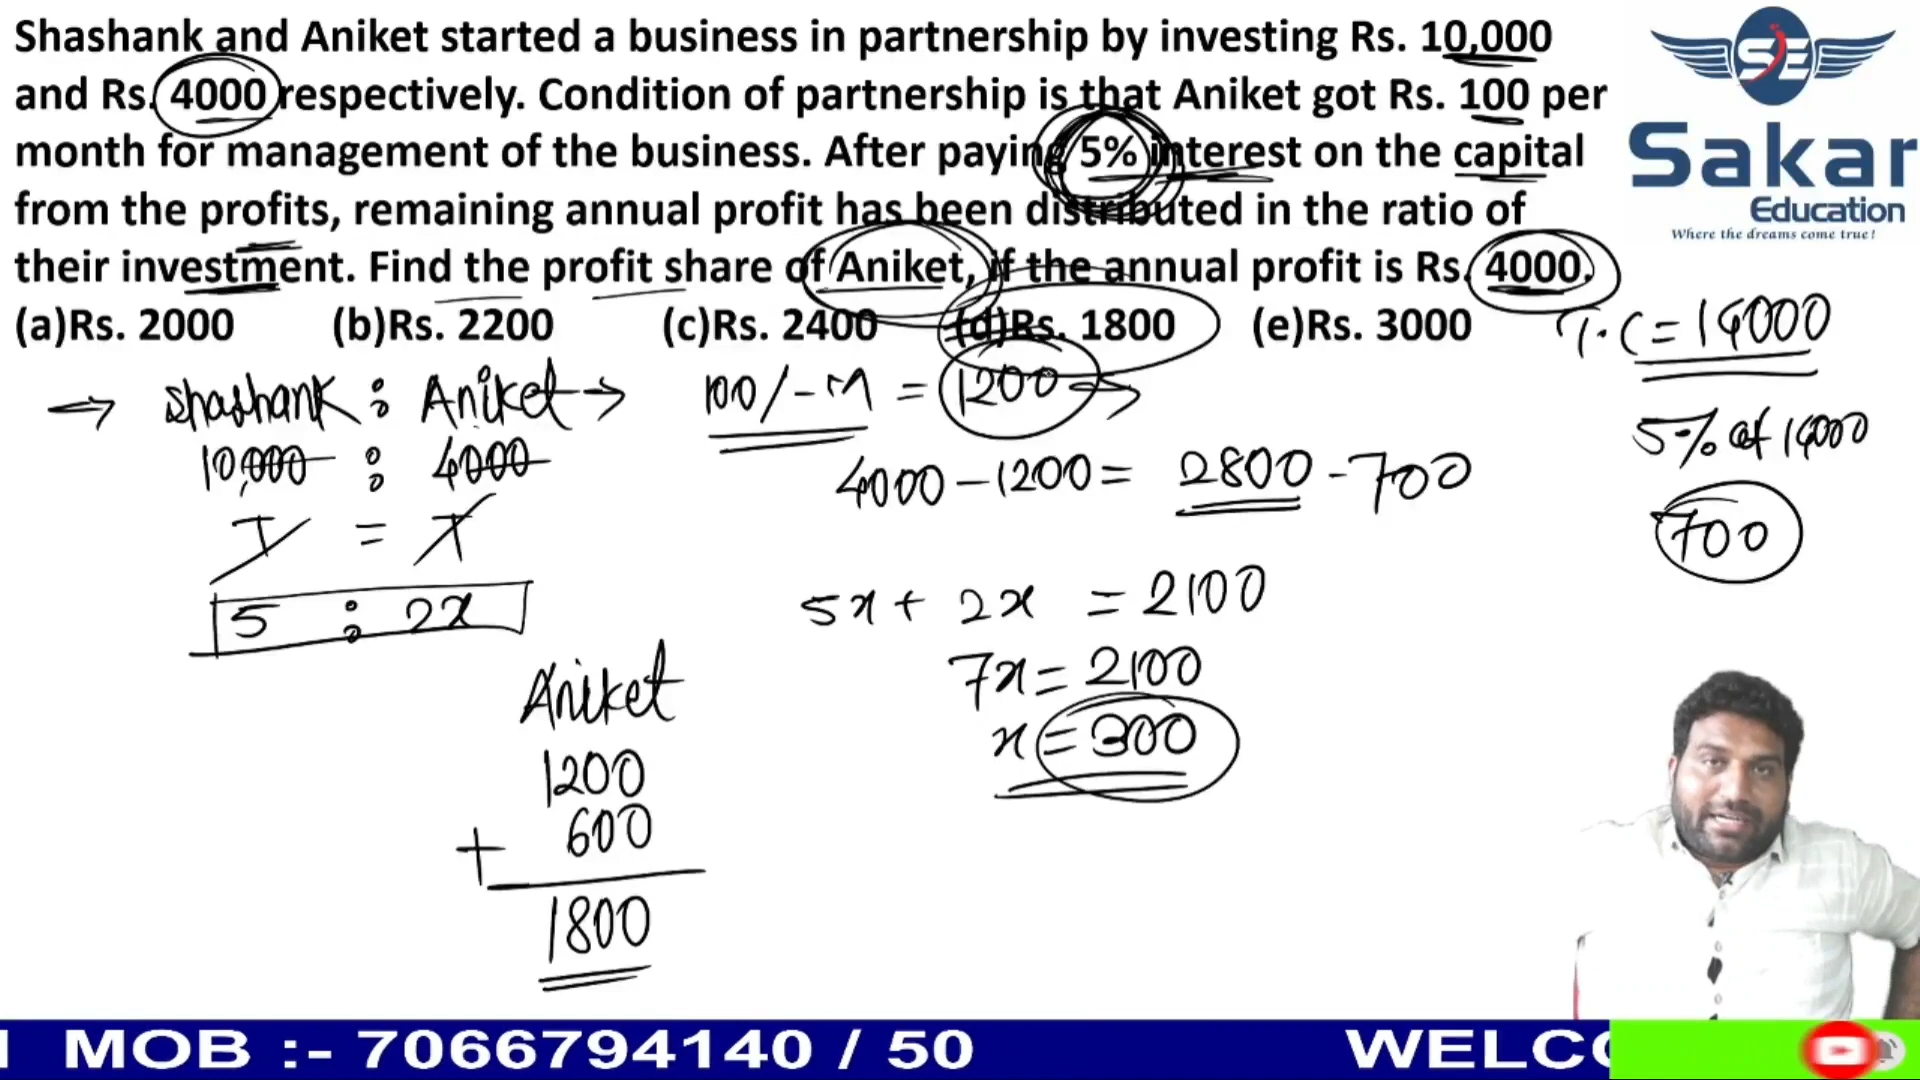 Shashank and Aniket started a business in partnership by investing Rs. 10,000
and Rs. 4000 respectively. Condition of partnership is that Aniket got Rs. 100 per
month for management of the business. After paying 5% interest on the capital
from the profits, remaining annual profit has been distributed in the ratio of
their investment. Find the profit share of Aniket, if the annual profit is Rs. 4000.
(a)Rs. 2000 (b)Rs. 2200 (c)Rs. 2400 (d)Rs. 1800 (e)Rs. 3000
SE
Sakar
Education
Where the dreams come true!
T.C = 14000
5% of 14000
700
→ Shashank : Aniket → 100/-M = 1200 →
10,000 : 4000
4000 - 1200 = 2800 - 700
T = T
5 : 2x
5x + 2x = 2100
7x = 2100
x = 300
Aniket
1200
+ 600
1800
MOB :- 7066794140 / 50
WELCO